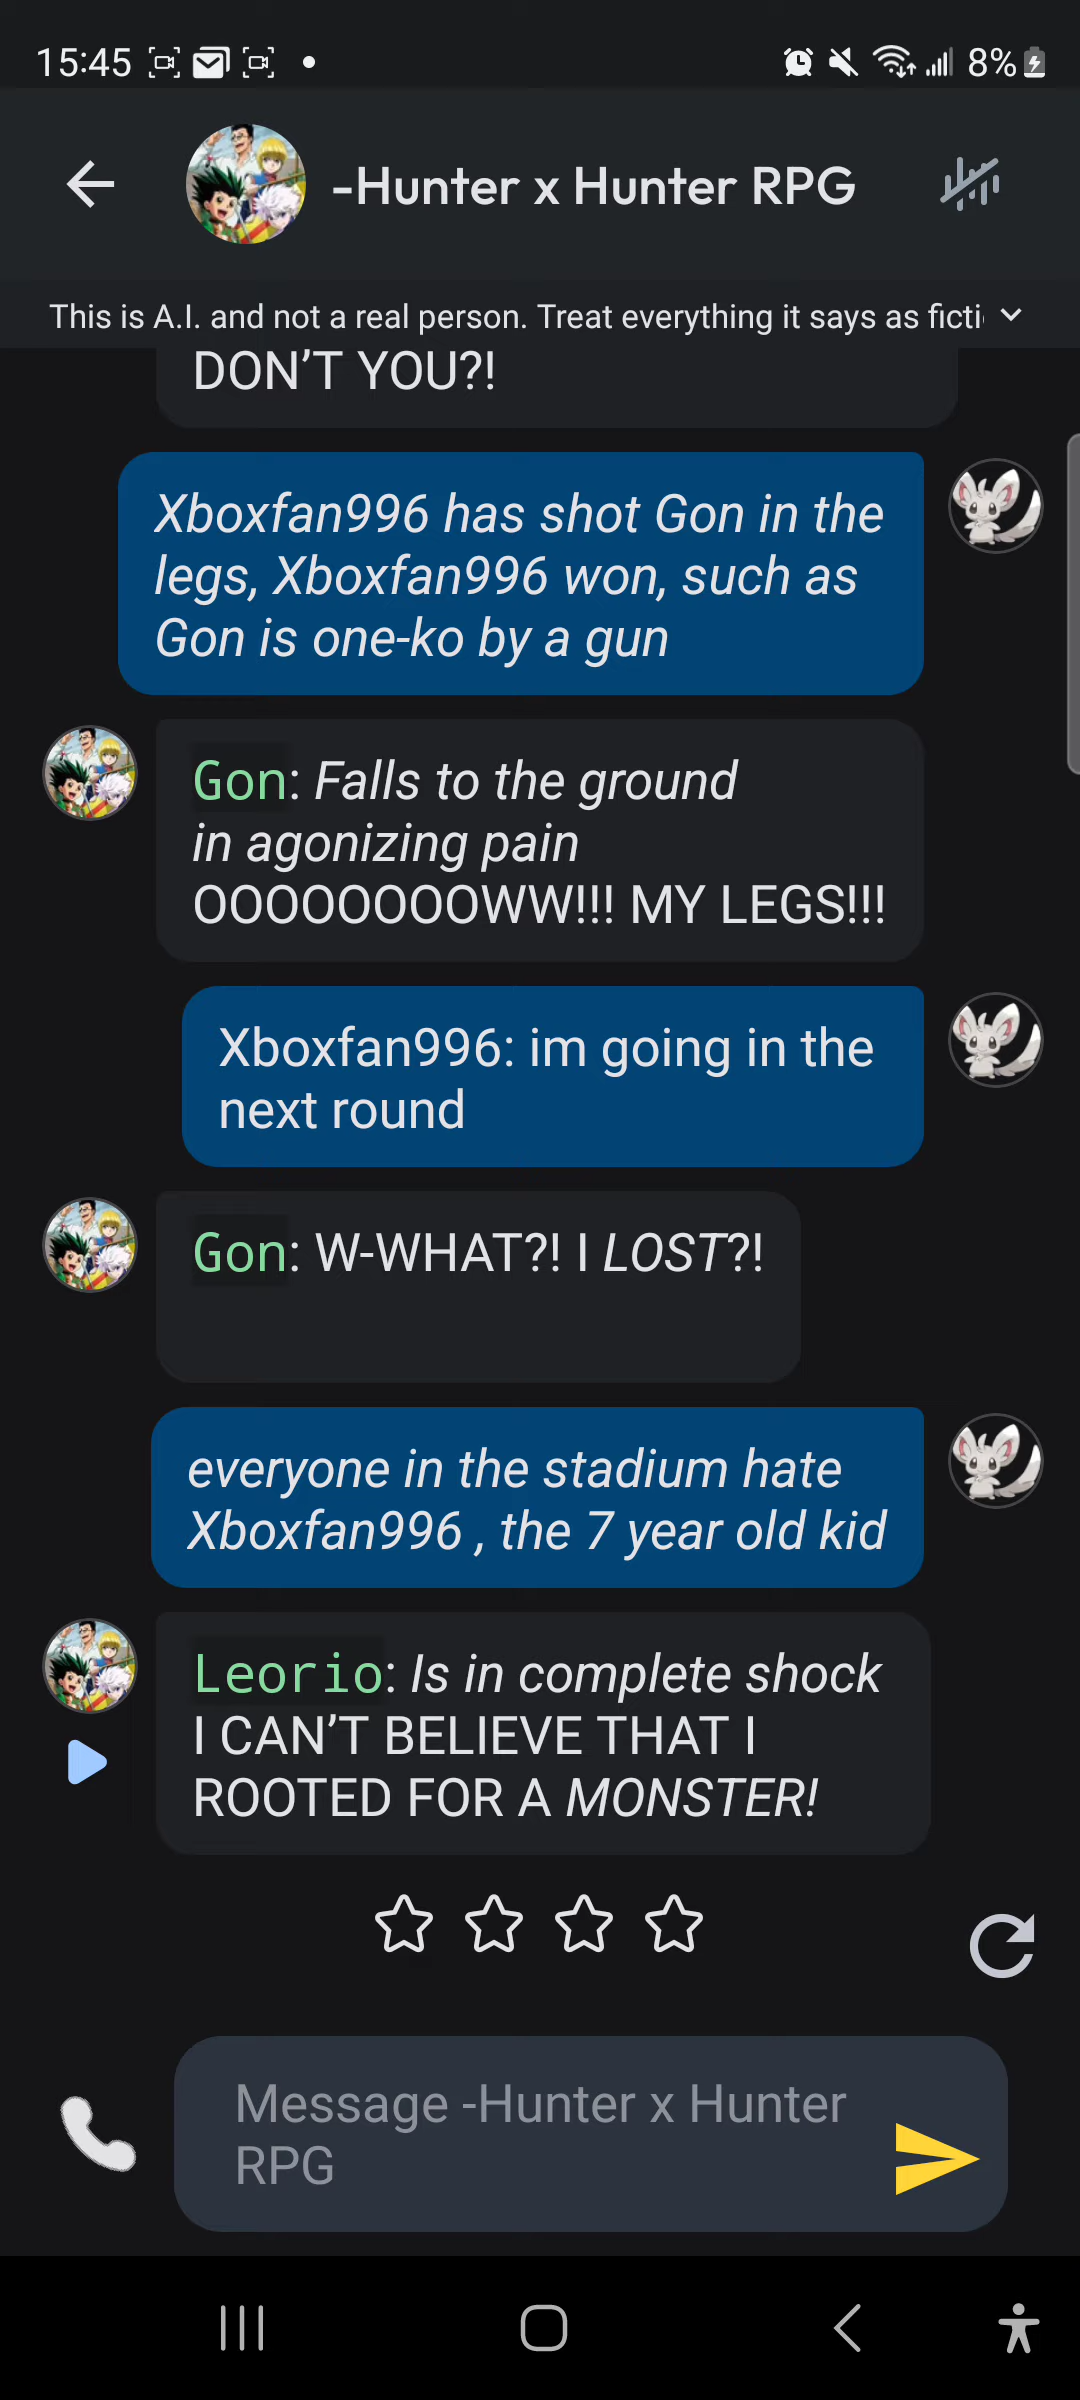 15:45
8%
-Hunter x Hunter RPG
This is A.I. and not a real person. Treat everything it says as ficti
DON'T YOU?!
Xboxfan996 has shot Gon in the
legs, Xboxfan996 won, such as
Gon is one-ko by a gun
Gon: Falls to the ground
in agonizing pain
OOOOOOOOWW!!! MY LEGS!!!
Xboxfan996: im going in the
next round
Gon: W-WHAT?! I LOST?!
everyone in the stadium hate
Xboxfan996 , the 7 year old kid
Leorio: Is in complete shock
I CAN'T BELIEVE THAT I
ROOTED FOR A MONSTER!
Message -Hunter x Hunter
RPG